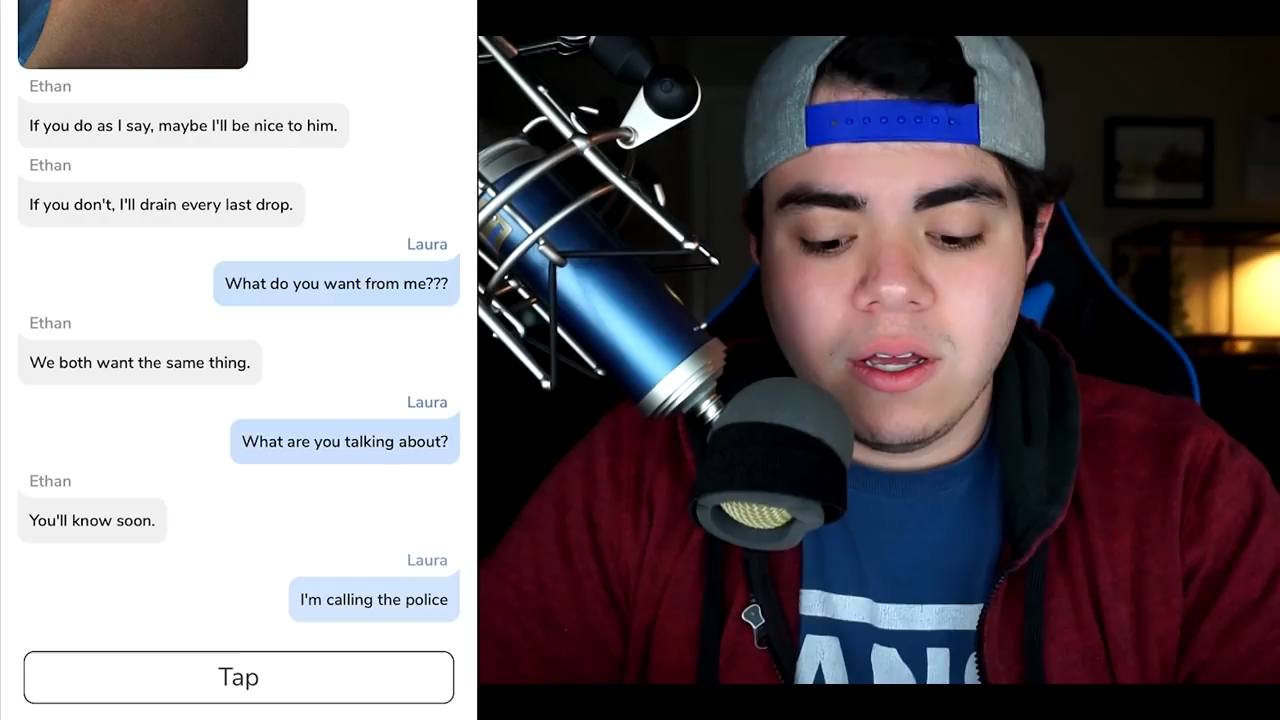 Ethan
If you do as I say, maybe I'll be nice to him.
Ethan
If you don't, I'll drain every last drop.
Laura
What do you want from me???
Ethan
We both want the same thing.
Laura
What are you talking about?
Ethan
You'll know soon.
Laura
I'm calling the police
Tap